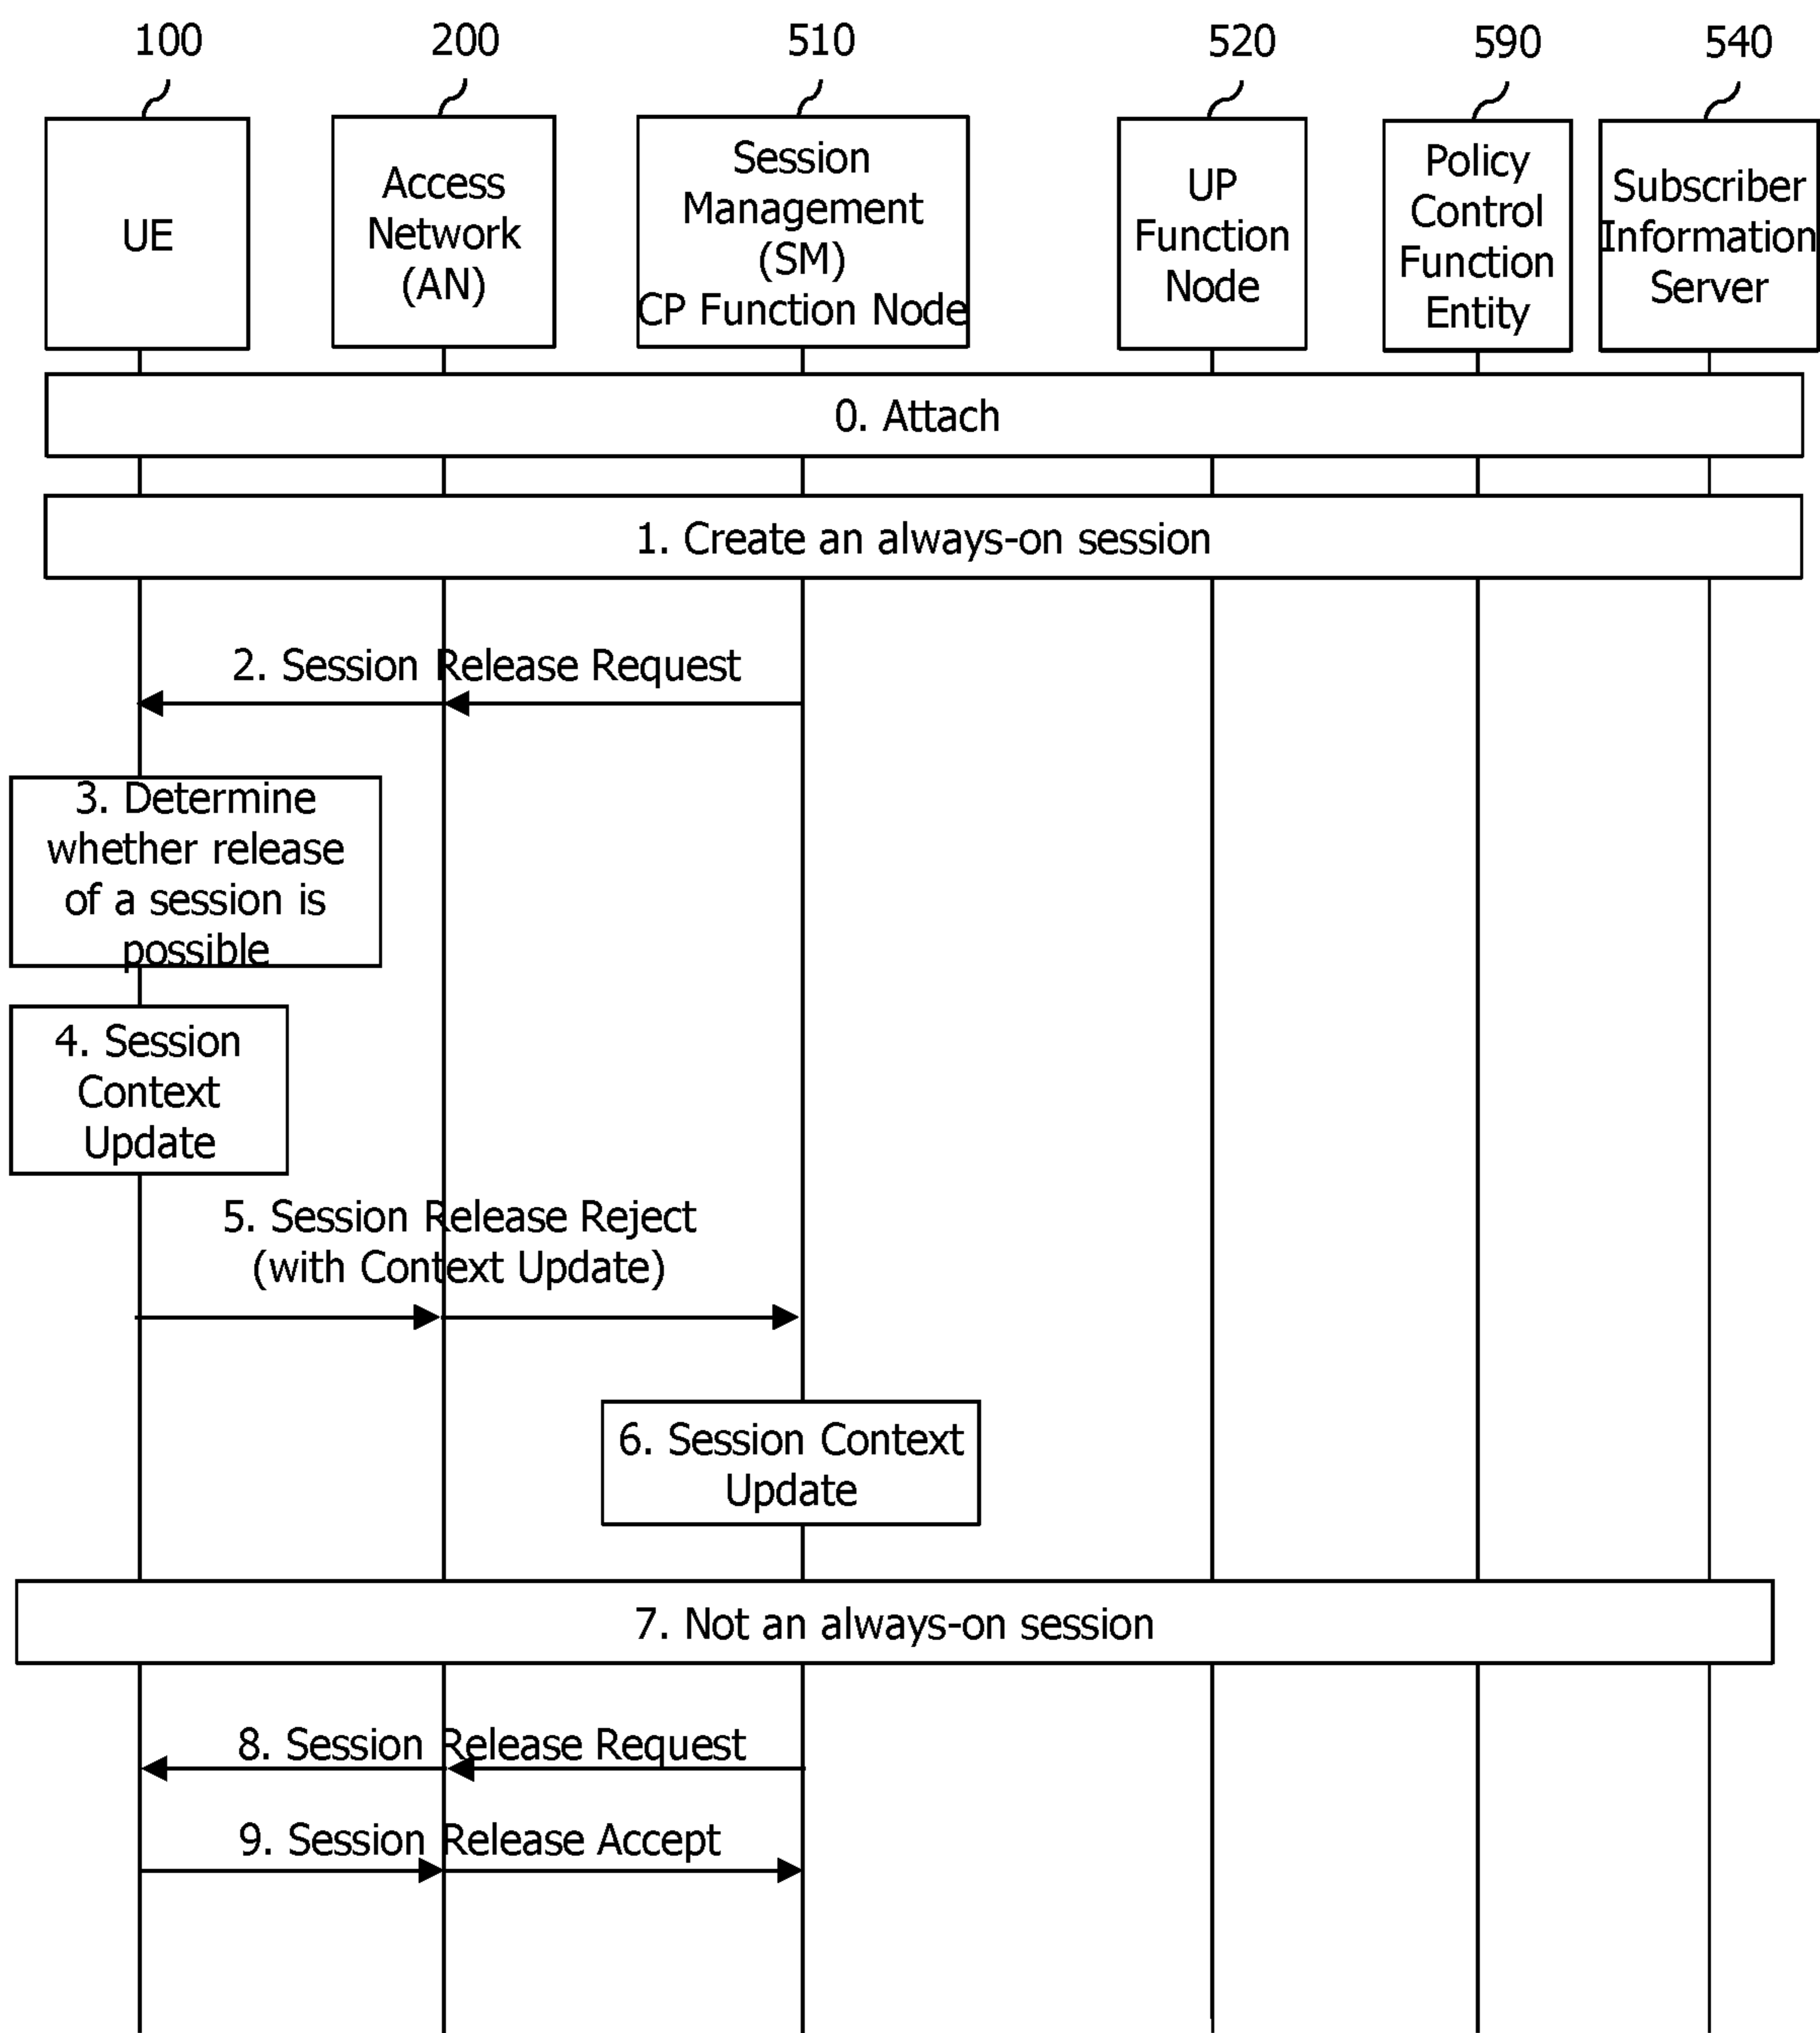 100
200
510
520
590
540
UE
Access
Network
(AN)
Session
Management
(SM)
CP Function Node
UP
Function
Node
Policy
Control
Function
Entity
Subscriber
Information
Server
0. Attach
1. Create an always-on session
2. Session Release Request
3. Determine
whether release
of a session is
possible
4. Session
Context
Update
5. Session Release Reject
(with Context Update)
6. Session Context
Update
7. Not an always-on session
8. Session Release Request
9. Session Release Accept